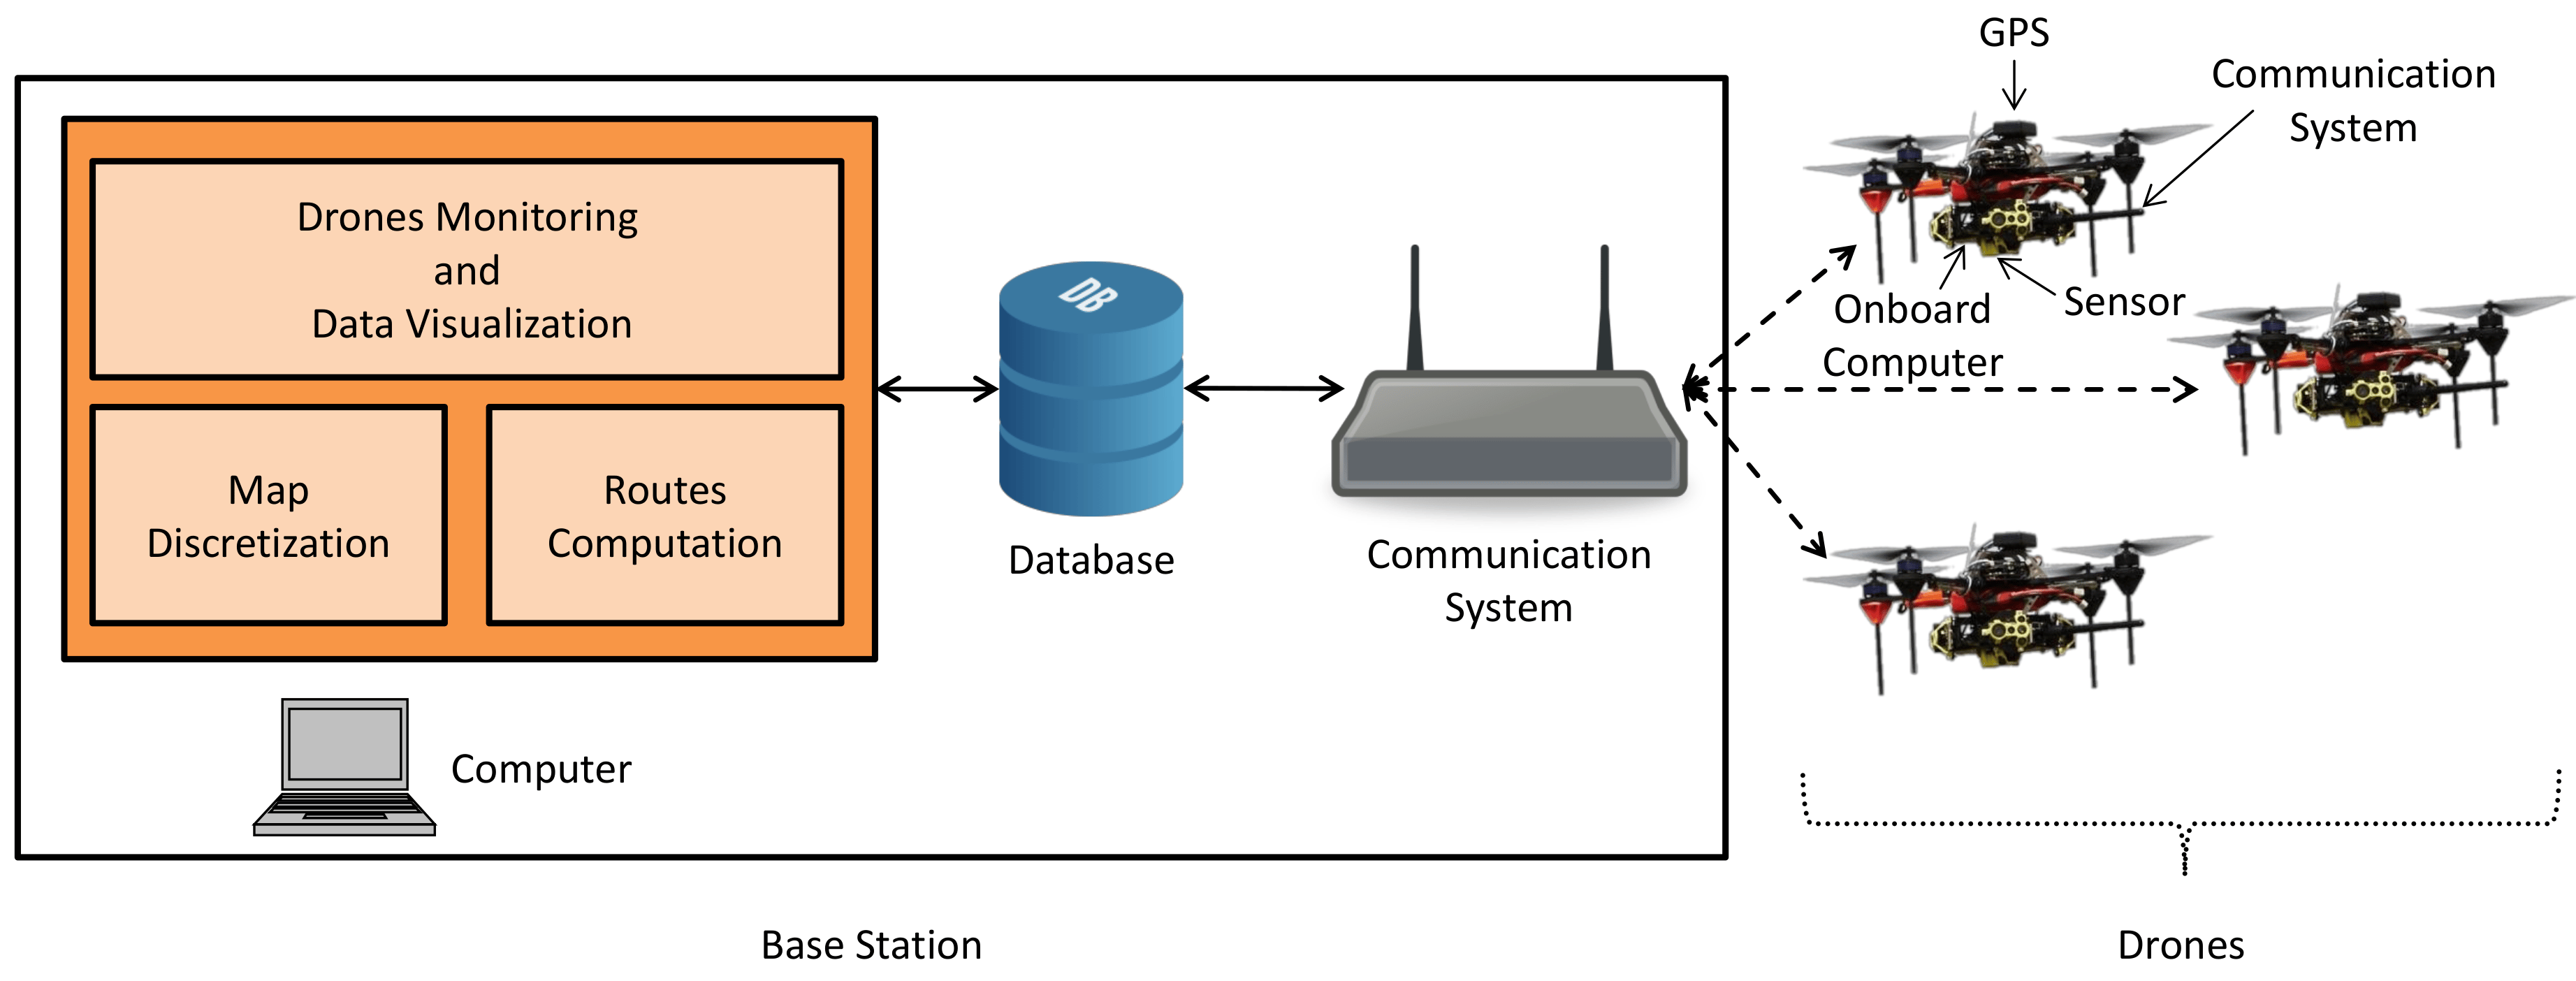 GPS
Communication
System
Drones Monitoring
and
Data Visualization
DB
Onboard
Computer
Sensor
Map
Discretization
Routes
Computation
Database
Communication
System
Computer
Base Station
Drones